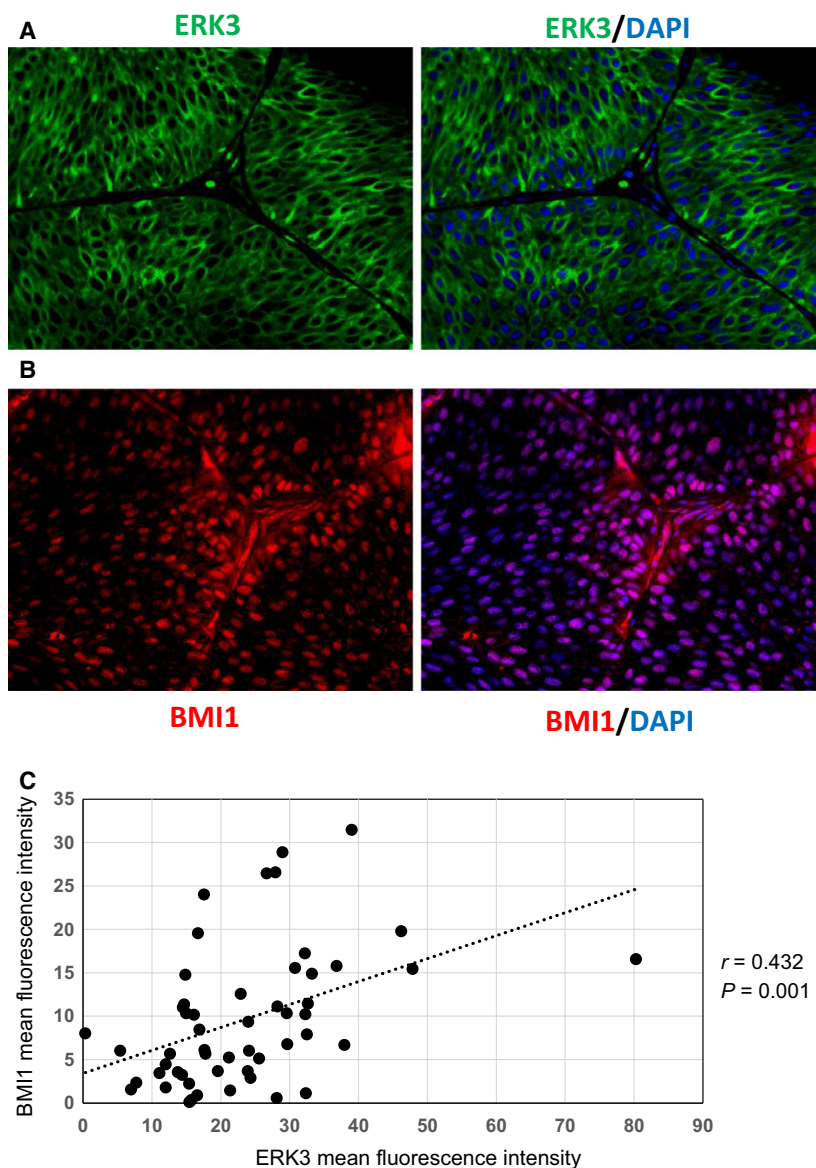 A
ERK3
ERK3/DAPI
B
BMI1
BMI1/DAPI
C
35
30
25
20
15
10
5
0
BMI1 mean fluorescence intensity
0 10 20 30 40 50 60 70 80 90
ERK3 mean fluorescence intensity
r = 0.432
P = 0.001